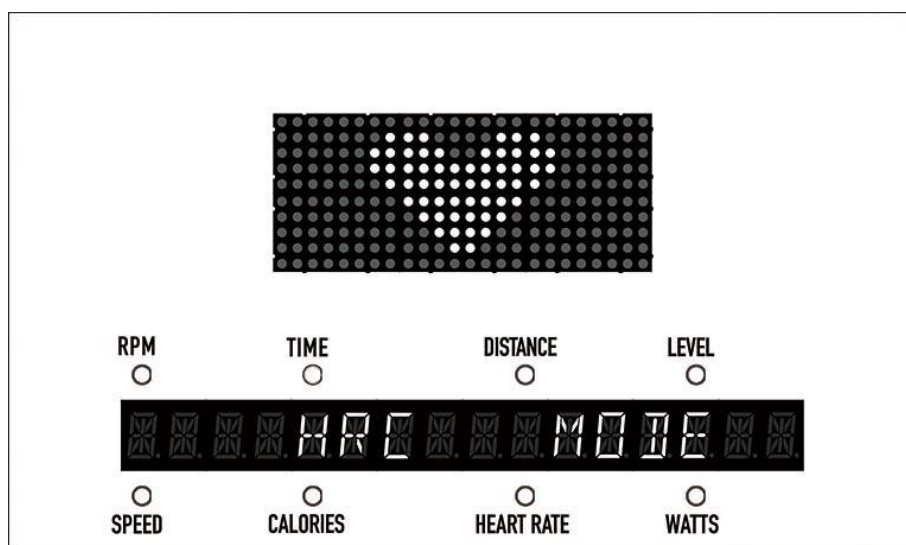 RPM TIME DISTANCE LEVEL
HRC MODE
SPEED CALORIES HEART RATE WATTS